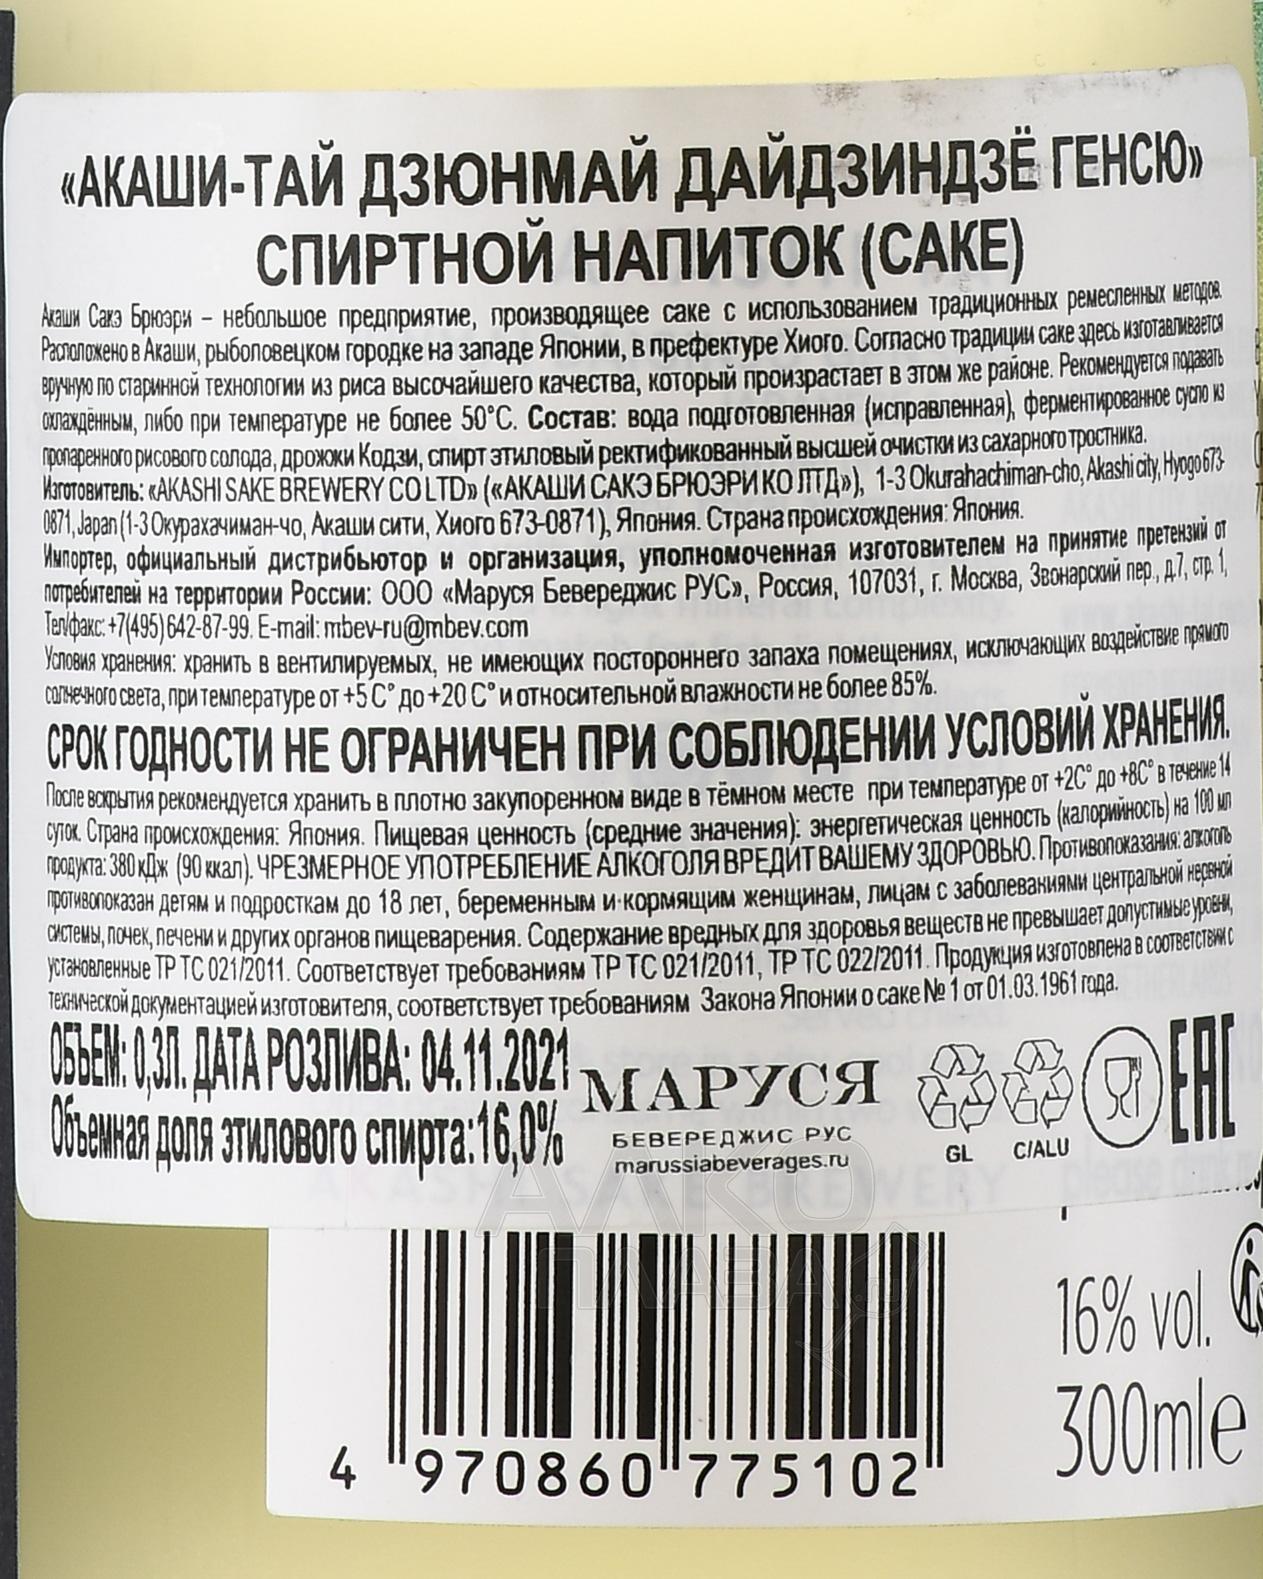 «АКАШИ-ТАЙ ДЗЮНМАЙ ДАЙДЗИНДЗЁ ГЕНСЮ»
СПИРТНОЙ НАПИТОК (САКЕ)
Акаши Сакэ Брюэри – небольшое предприятие, производящее саке с использованием традиционных ремесленных методов.
Расположено в Акаши, рыболовецком городке на западе Японии, в префектуре Хиого. Согласно традиции саке здесь изготавливается
вручную по старинной технологии из риса высочайшего качества, который произрастает в этом же районе. Рекомендуется подавать
охлаждённым, либо при температуре не более 50°С. Состав: вода подготовленная (исправленная), ферментированное сусло из
пропаренного рисового солода, дрожжи Кодзи, спирт этиловый ректификованный высшей очистки из сахарного тростника.
Изготовитель: «AKASHI SAKE BREWERY CO LTD» («АКАШИ САКЭ БРЮЭРИ КО ЛТД»), 1-3 Okurahachiman-cho, Akashi city, Hyogo 673-
0871, Japan (1-3 Окурахачиман-чо, Акаши сити, Хиого 673-0871), Япония. Страна происхождения: Япония.
Импортер, официальный дистрибьютор и организация, уполномоченная изготовителем на принятие претензий от
потребителей на территории России: ООО «Маруся Бевереджис РУС», Россия, 107031, г. Москва, Звонарский пер., д.7, стр. 1,
Тел/факс: +7(495) 642-87-99. E-mail: mbev-ru@mbev.com
Условия хранения: хранить в вентилируемых, не имеющих постороннего запаха помещениях, исключающих воздействие прямого
солнечного света, при температуре от +5 С° до +20 С° и относительной влажности не более 85%.
СРОК ГОДНОСТИ НЕ ОГРАНИЧЕН ПРИ СОБЛЮДЕНИИ УСЛОВИЙ ХРАНЕНИЯ.
После вскрытия рекомендуется хранить в плотно закупоренном виде в тёмном месте при температуре от +2С° до +8С° в течение 14
суток. Страна происхождения: Япония. Пищевая ценность (средние значения): энергетическая ценность (калорийность) на 100 мл
продукта: 380 кДж (90 ккал). ЧРЕЗМЕРНОЕ УПОТРЕБЛЕНИЕ АЛКОГОЛЯ ВРЕДИТ ВАШЕМУ ЗДОРОВЬЮ. Противопоказания: алкоголь
противопоказан детям и подросткам до 18 лет, беременным и кормящим женщинам, лицам с заболеваниями центральной нервной
системы, почек, печени и других органов пищеварения. Содержание вредных для здоровья веществ не превышает допустимые уровни,
установленные ТР ТС 021/2011. Соответствует требованиям ТР ТС 021/2011, ТР ТС 022/2011. Продукция изготовлена в соответствии с
технической документацией изготовителя, соответствует требованиям Закона Японии о саке № 1 от 01.03.1961 года.
ОБЪЕМ: 0,3Л. ДАТА РОЗЛИВА: 04.11.2021
Объемная доля этилового спирта:16,0%
МАРУСЯ
БЕВЕРЕДЖИС РУС
marussiabeverages.ru
GL C/ALU
EAC
AKASHI SAKE BREWERY
АЛКО
ПЛАЗА
16% vol.
300ml e
4 970860 775102